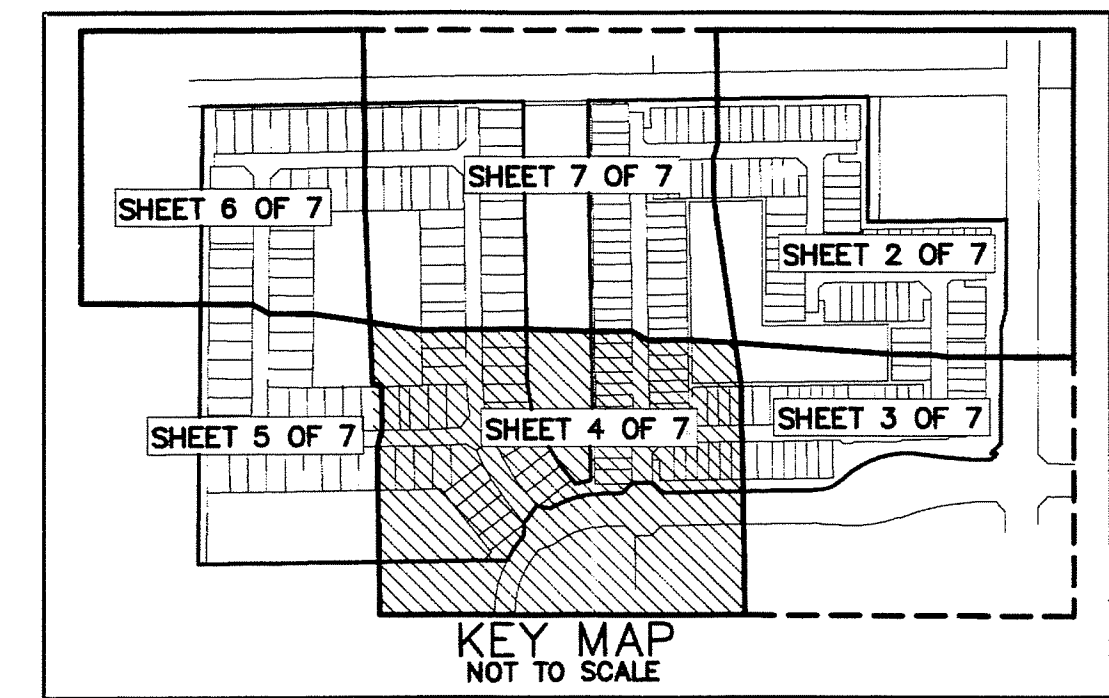 SHEET 7 OF 7
SHEET 6 OF 7
SHEET 2 OF 7
SHEET 3 OF 7
SHEET 4 OF 7
SHEET 5 OF 7
KEY MAP
NOT TO SCALE